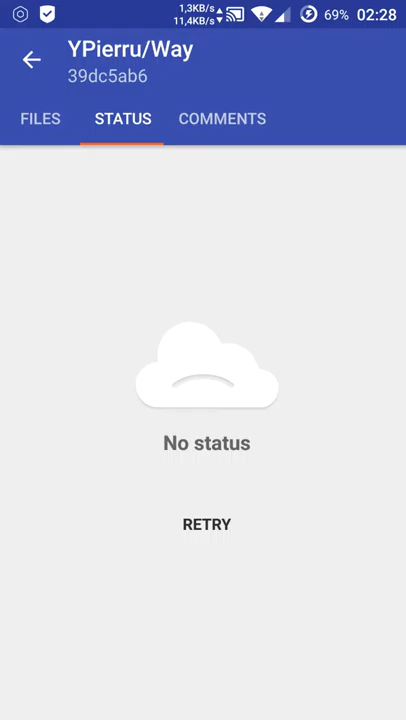 1,3KB/s
11,4KB/s
69% 02:28
YPierru/Way
39dc5ab6
FILES STATUS COMMENTS
No status
RETRY